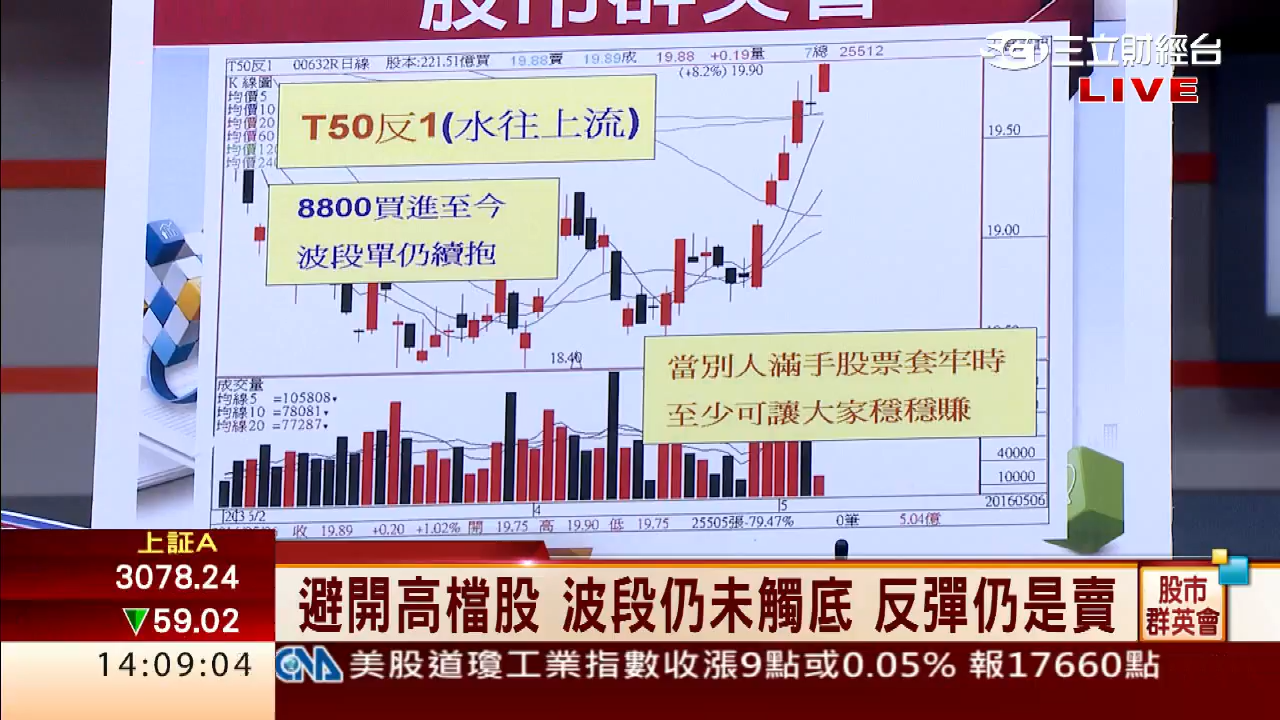 股市群英會
三立財經台
LIVE
T50反1 00632R日線 股本:221.51億買 19.88賣 19.89成 19.88 +0.19量 7總 25512
(+8.2%) 19.90
K線圖
均價5
均價10
均價20
均價60
均價120
均價240
T50反1(水往上流)
8800買進至今
波段單仍續抱
19.50
19.00
18.40
當別人滿手股票套牢時
至少可讓大家穩穩賺
成交量
均線5 =105808
均線10 =78081
均線20 =77287
40000
10000
4
5
20160506
收 19.89 +0.20 +1.02% 開 19.75 高 19.90 低 19.75 25505張-79.47% 0筆 5.04億
上証A
3078.24
▼59.02
14:09:04
避開高檔股 波段仍未觸底 反彈仍是賣
股市
群英會
CNA 美股道瓊工業指數收漲9點或0.05% 報17660點